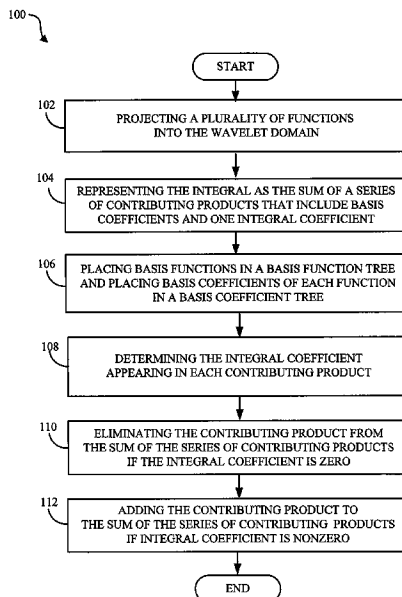 100
START
102
PROJECTING A PLURALITY OF FUNCTIONS
INTO THE WAVELET DOMAIN
104
REPRESENTING THE INTEGRAL AS THE SUM OF A SERIES
OF CONTRIBUTING PRODUCTS THAT INCLUDE BASIS
COEFFICIENTS AND ONE INTEGRAL COEFFICIENT
106
PLACING BASIS FUNCTIONS IN A BASIS FUNCTION TREE
AND PLACING BASIS COEFFICIENTS OF EACH FUNCTION
IN A BASIS COEFFICIENT TREE
108
DETERMINING THE INTEGRAL COEFFICIENT
APPEARING IN EACH CONTRIBUTING PRODUCT
110
ELIMINATING THE CONTRIBUTING PRODUCT FROM
THE SUM OF THE SERIES OF CONTRIBUTING PRODUCTS
IF THE INTEGRAL COEFFICIENT IS ZERO
112
ADDING THE CONTRIBUTING PRODUCT TO
THE SUM OF THE SERIES OF CONTRIBUTING PRODUCTS
IF INTEGRAL COEFFICIENT IS NONZERO
END